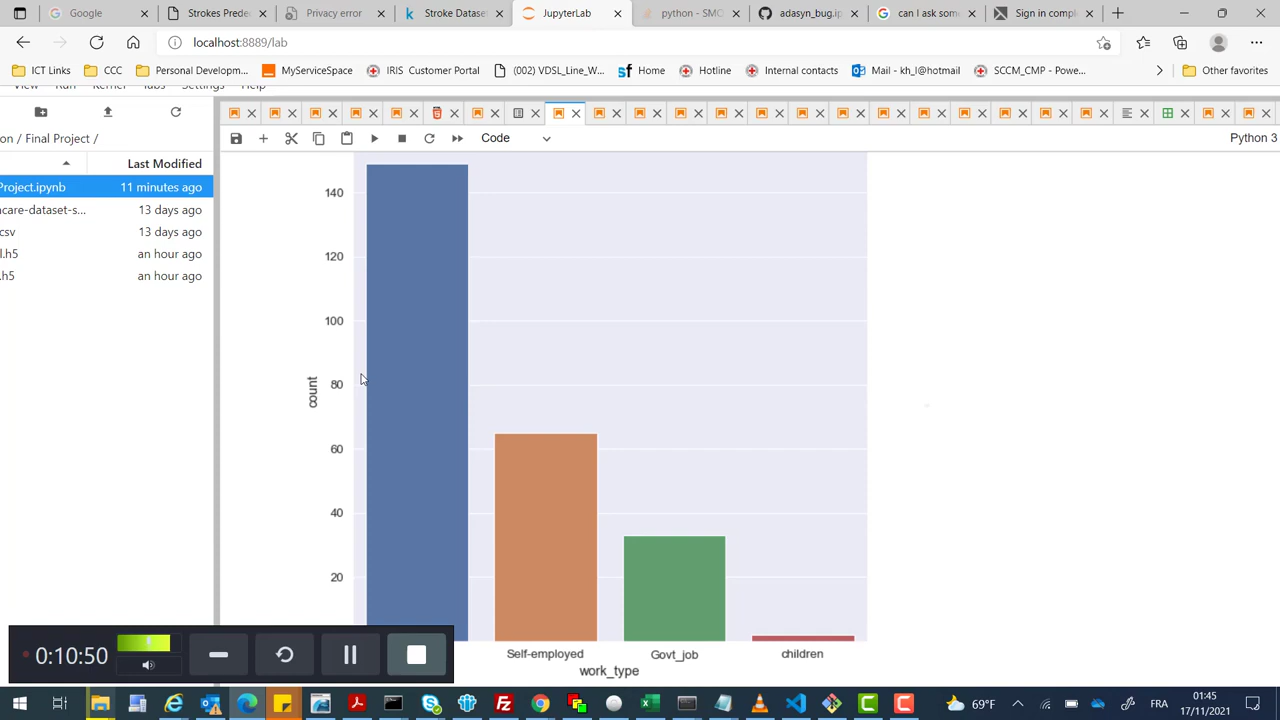 Google
Strokes Predi
Privacy error
Stroke Dataset
JupyterLab
python - SMO
adasyn_bug.ip
can I ask som
Sign in comple
localhost:8889/lab
ICT Links
CCC
Personal Developm...
MyServiceSpace
IRIS Customer Portal
(002) VDSL_Line_W...
Home
Hotline
Internal contacts
Mail - kh_l@hotmail
SCCM_CMP - Powe...
Other favorites
View Run Kernel Tabs Settings Help
Code
Python 3
on / Final Project /
Last Modified
Project.ipynb
11 minutes ago
care-dataset-s...
13 days ago
csv
13 days ago
l.h5
an hour ago
.h5
an hour ago
140
120
100
80
60
40
20
count
Self-employed
Govt_job
children
work_type
0:10:50
69°F
FRA
01:45
17/11/2021